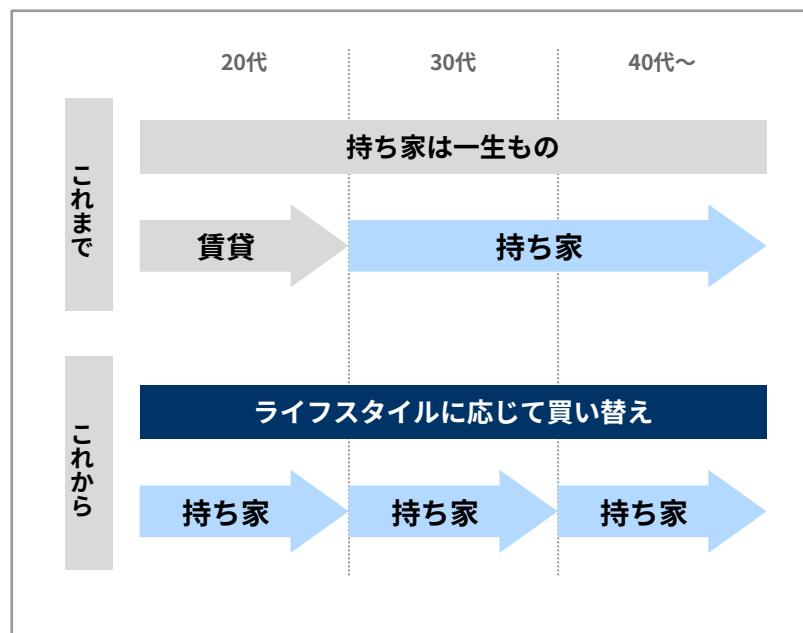 20代
30代
40代～
これまで
持ち家は一生もの
賃貸
持ち家
これから
ライフスタイルに応じて買い替え
持ち家
持ち家
持ち家